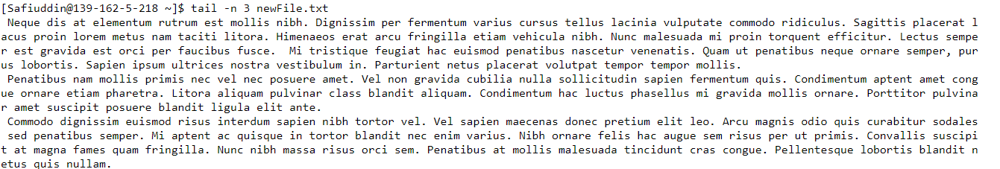 [Safiuddin@139-162-5-218 ~]$ tail -n 3 newFile.txt
 Neque dis at elementum rutrum est mollis nibh. Dignissim per fermentum varius cursus tellus lacinia vulputate commodo ridiculus. Sagittis placerat l
acus proin lorem metus nam taciti litora. Himenaeos erat arcu fringilla etiam vehicula nibh. Nunc malesuada mi proin torquent efficitur. Lectus sempe
r est gravida est orci per faucibus fusce.  Mi tristique feugiat hac euismod penatibus nascetur venenatis. Quam ut penatibus neque ornare semper, pur
us lobortis. Sapien ipsum ultrices nostra vestibulum in. Parturient netus placerat volutpat tempor tempor mollis.
 Penatibus nam mollis primis nec vel nec posuere amet. Vel non gravida cubilia nulla sollicitudin sapien fermentum quis. Condimentum aptent amet cong
ue ornare etiam pharetra. Litora aliquam pulvinar class blandit aliquam. Condimentum hac luctus phasellus mi gravida mollis ornare. Porttitor pulvina
r amet suscipit posuere blandit ligula elit ante.
 Commodo dignissim euismod risus interdum sapien nibh tortor vel. Vel sapien maecenas donec pretium elit leo. Arcu magnis odio quis curabitur sodales
 sed penatibus semper. Mi aptent ac quisque in tortor blandit nec enim varius. Nibh ornare felis hac augue sem risus per ut primis. Convallis suscipi
t at magna fames quam fringilla. Nunc nibh massa risus orci sem. Penatibus at mollis malesuada tincidunt cras congue. Pellentesque lobortis blandit n
etus quis nullam.